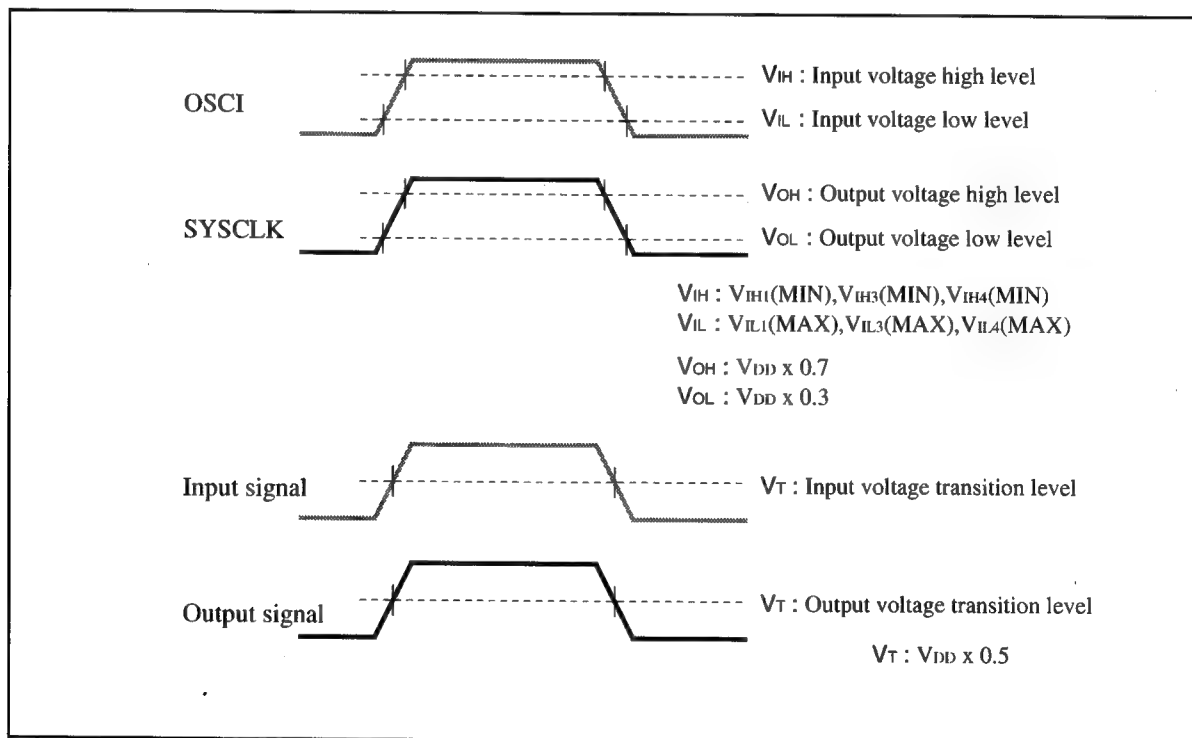 OSCI
VIH : Input voltage high level
VIL : Input voltage low level
SYSCLK
VOH : Output voltage high level
VOL : Output voltage low level
VIH : VIH1(MIN),VIH3(MIN),VIH4(MIN)
VIL : VIL1(MAX),VIL3(MAX),VIL4(MAX)
VOH : VDD x 0.7
VOL : VDD x 0.3
Input signal
VT : Input voltage transition level
Output signal
VT : Output voltage transition level
VT : VDD x 0.5